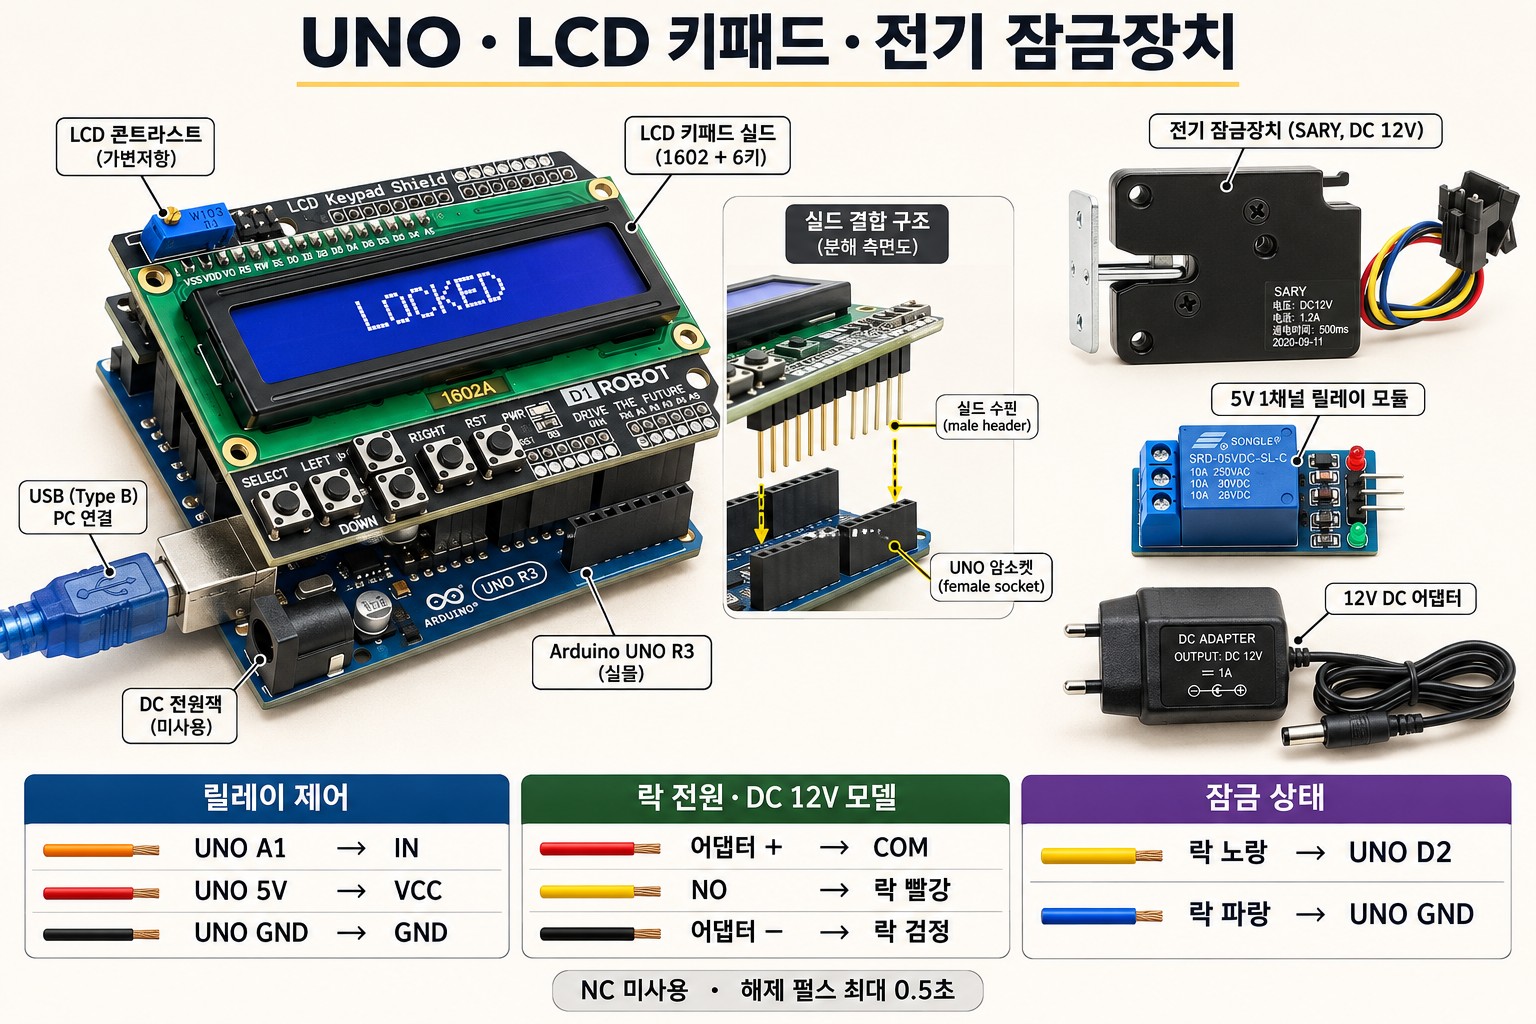 UNO · LCD 키패드 · 전기 잠금장치
LCD 콘트라스트
(가변저항)
LCD 키패드 실드
(1602 + 6키)
전기 잠금장치 (SARY, DC 12V)
실드 결합 구조
(분해 측면도)
LCD Keypad Shield
W103
VSS VDD VO RS RW
LOCKED
1602A
D1 ROBOT
DRIVE THE FUTURE
PWR
RST
RIGHT
LEFT
SELECT
DOWN
SARY
电压: DC12V
电流: 1.2A
通电时间: 500ms
2020-09-11
실드 수핀
(male header)
5V 1채널 릴레이 모듈
SONGLE
SRD-05VDC-SL-C
10A 250VAC
10A 30VDC
10A 28VDC
USB (Type B)
PC 연결
UNO 암소켓
(female socket)
ARDUINO
UNO R3
Arduino UNO R3
(실물)
12V DC 어댑터
DC ADAPTER
OUTPUT: DC 12V
1A
DC 전원잭
(미사용)
릴레이 제어
UNO A1 → IN
UNO 5V → VCC
UNO GND → GND
락 전원 · DC 12V 모델
어댑터 + → COM
NO → 락 빨강
어댑터 − → 락 검정
잠금 상태
락 노랑 → UNO D2
락 파랑 → UNO GND
NC 미사용 · 해제 펄스 최대 0.5초